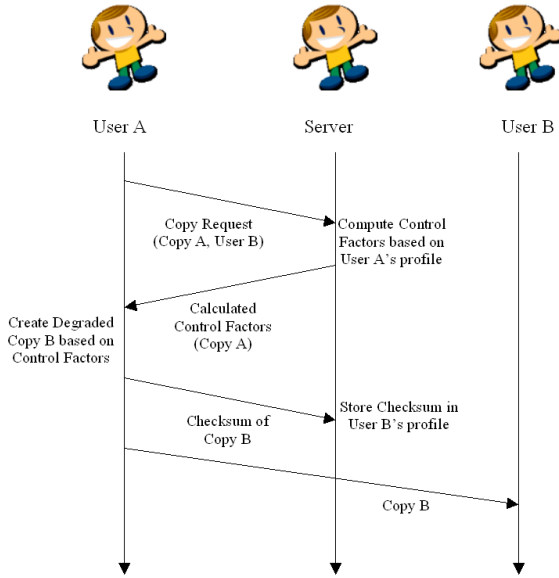 User A
Server
User B
Copy Request
(Copy A, User B)
Compute Control
Factors based on
User A's profile
Calculated
Control Factors
(Copy A)
Create Degraded
Copy B based on
Control Factors
Checksum of
Copy B
Store Checksum in
User B's profile
Copy B